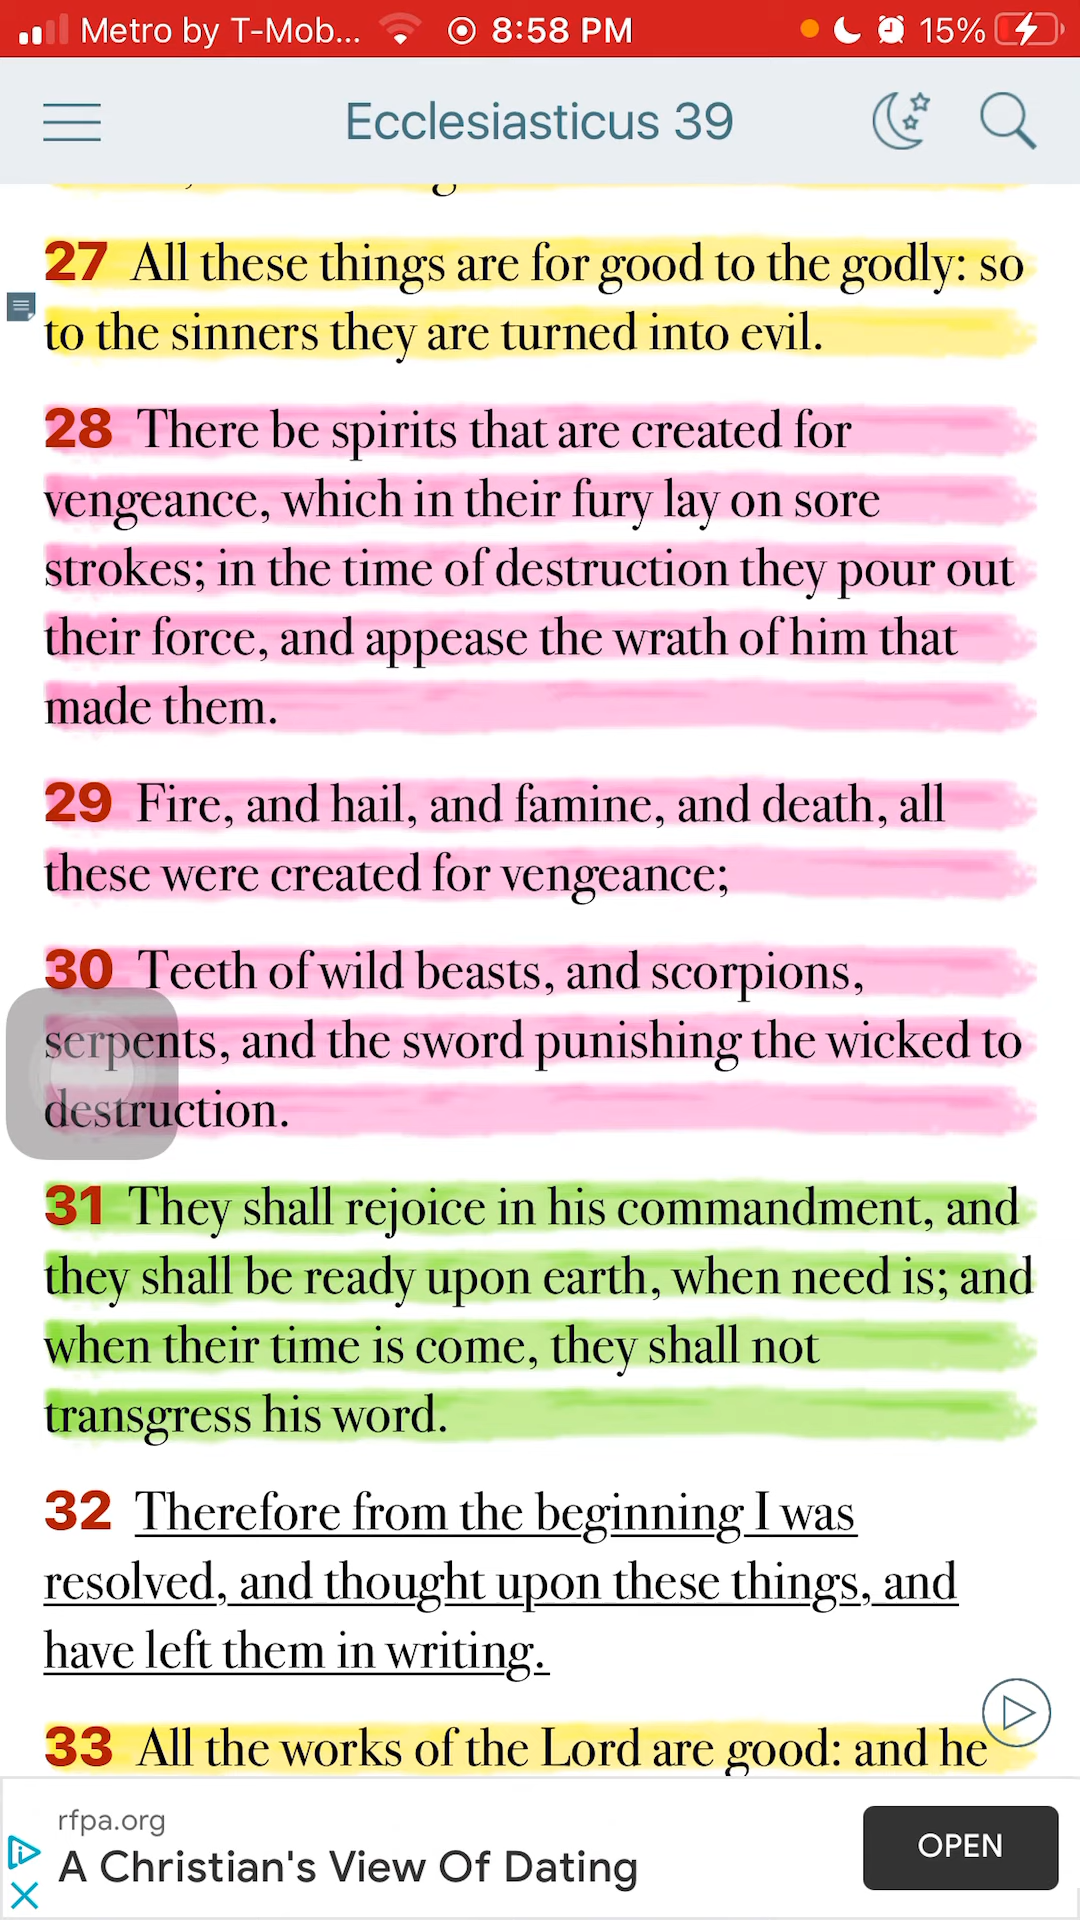 Metro by T-Mob... 8:58 PM 15%
Ecclesiasticus 39
27 All these things are for good to the godly: so
to the sinners they are turned into evil.
28 There be spirits that are created for
vengeance, which in their fury lay on sore
strokes; in the time of destruction they pour out
their force, and appease the wrath of him that
made them.
29 Fire, and hail, and famine, and death, all
these were created for vengeance;
30 Teeth of wild beasts, and scorpions,
serpents, and the sword punishing the wicked to
destruction.
31 They shall rejoice in his commandment, and
they shall be ready upon earth, when need is; and
when their time is come, they shall not
transgress his word.
32 Therefore from the beginning I was
resolved, and thought upon these things, and
have left them in writing.
33 All the works of the Lord are good: and he
rfpa.org
A Christian's View Of Dating
OPEN